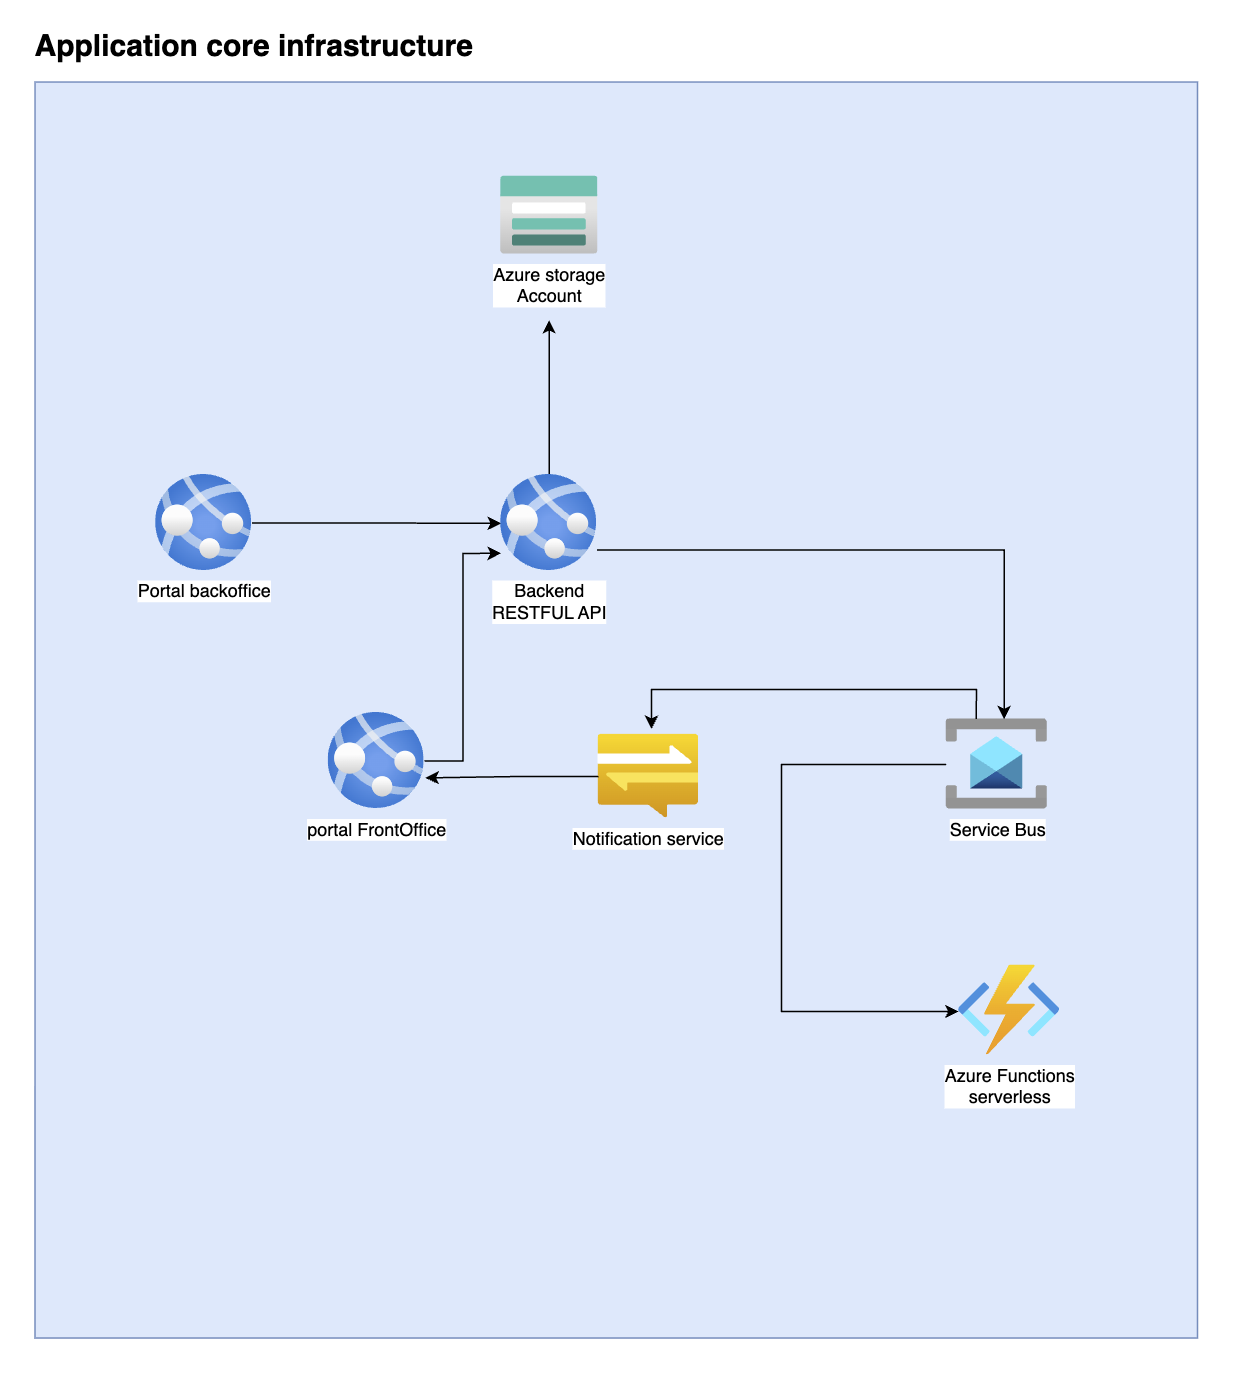 Application core infrastructure
Azure storage
Account
Portal backoffice
Backend
RESTFUL API
portal FrontOffice
Notification service
Service Bus
Azure Functions
serverless